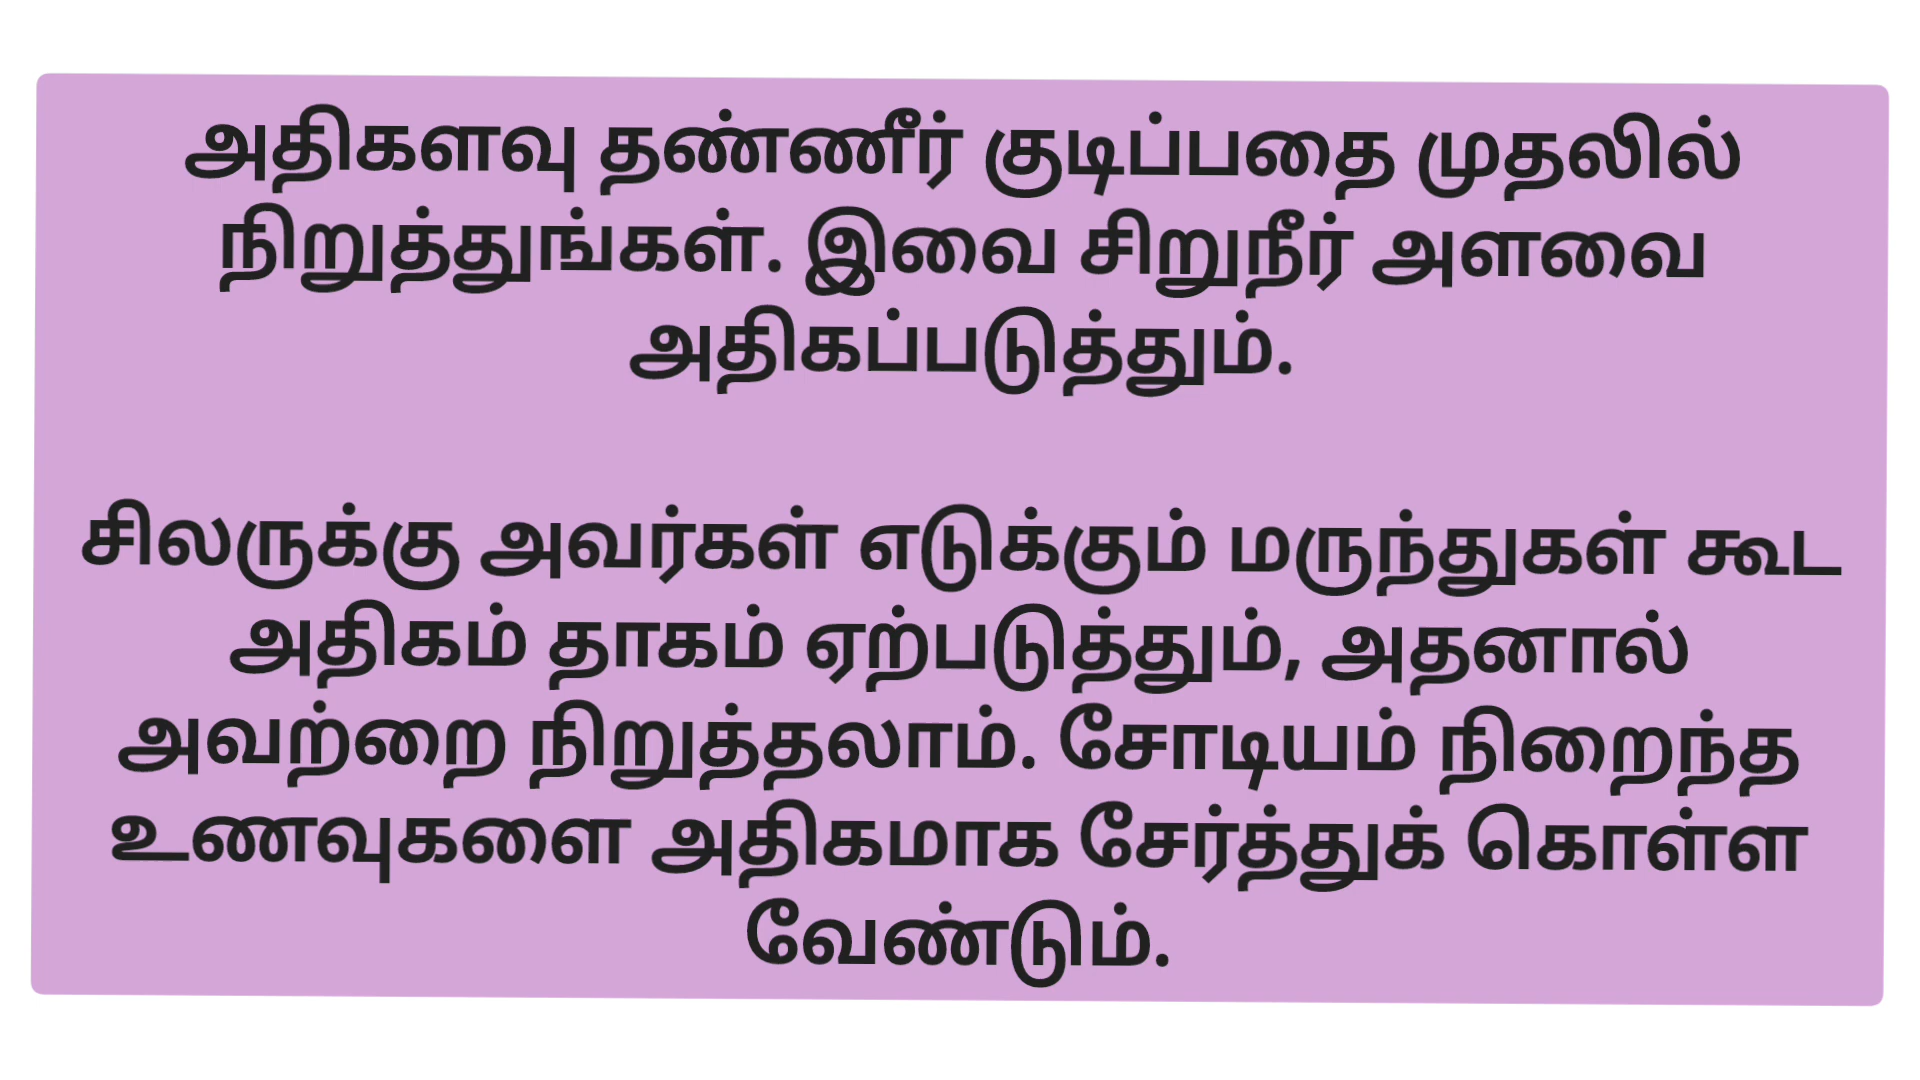 அதிகளவு தண்ணீர் குடிப்பதை முதலில்
நிறுத்துங்கள். இவை சிறுநீர் அளவை
அதிகப்படுத்தும்.
சிலருக்கு அவர்கள் எடுக்கும் மருந்துகள் கூட
அதிகம் தாகம் ஏற்படுத்தும், அதனால்
அவற்றை நிறுத்தலாம். சோடியம் நிறைந்த
உணவுகளை அதிகமாக சேர்த்துக் கொள்ள
வேண்டும்.